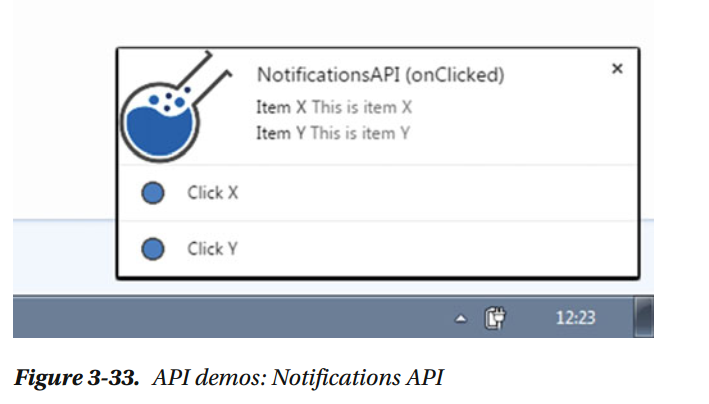 NotificationsAPI (onClicked)
Item X This is item X
Item Y This is item Y
Click X
Click Y
12:23
Figure 3-33. API demos: Notifications API